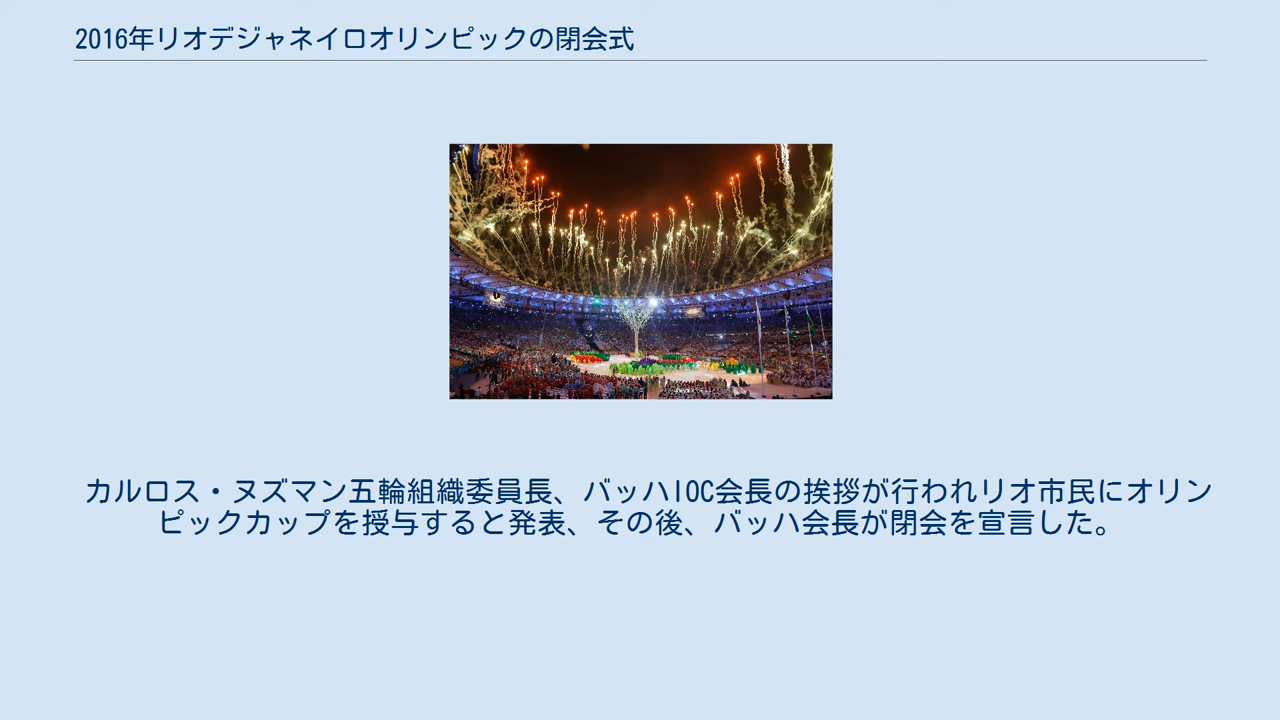 2016年リオデジャネイロオリンピックの閉会式
カルロス・ヌズマン五輪組織委員長、バッハIOC会長の挨拶が行われリオ市民にオリン
ピックカップを授与すると発表、その後、バッハ会長が閉会を宣言した。